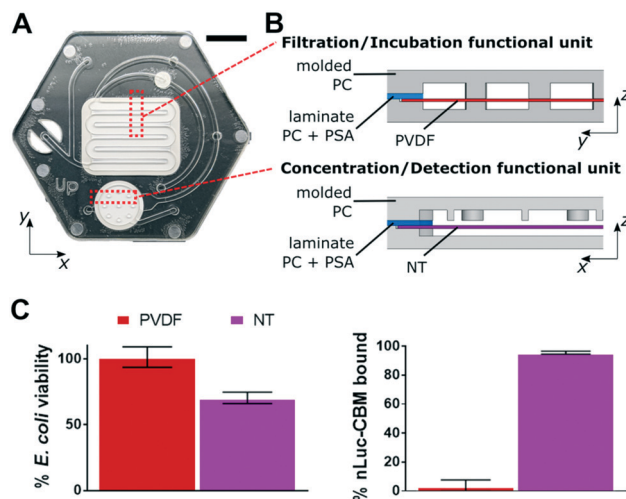 A
B
Filtration/Incubation functional unit
molded
PC
laminate
PC + PSA
PVDF
z
y
Concentration/Detection functional unit
molded
PC
laminate
PC + PSA
NT
z
x
Up
y
x
C
PVDF
NT
% E. coli viability
100
50
0
% nLuc-CBM bound
100
80
60
40
20
0